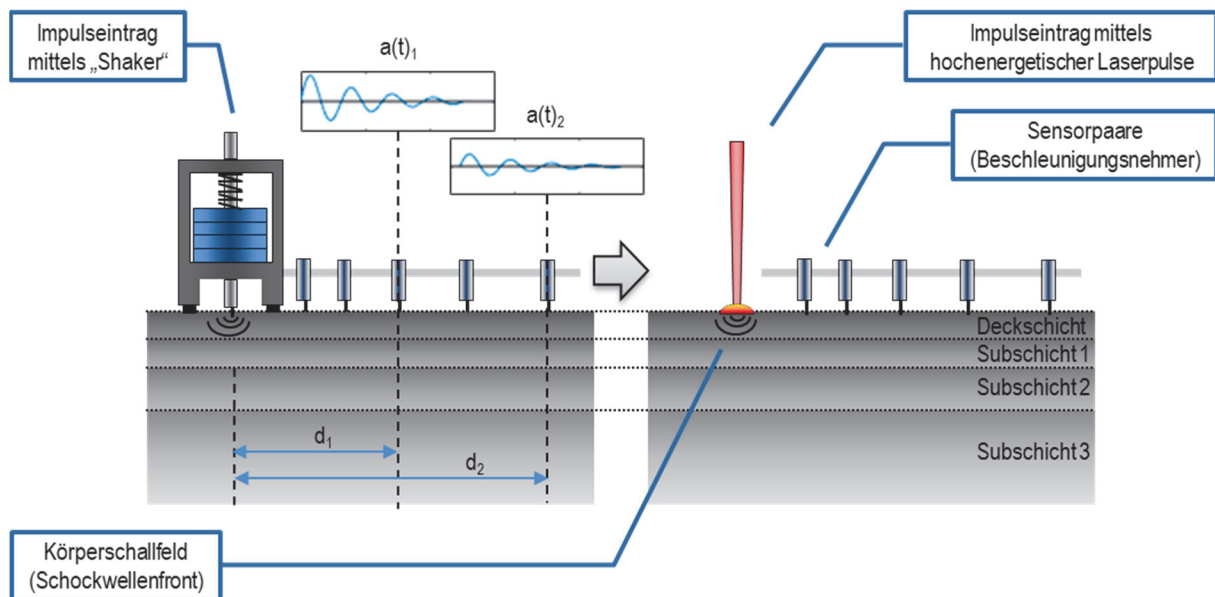 Impulseintrag
mittels „Shaker“
a(t)₁
a(t)₂
Impulseintrag mittels
hochenergetischer Laserpulse
Sensorpaare
(Beschleunigungsnehmer)
Deckschicht
Subschicht 1
Subschicht 2
Subschicht 3
d₁
d₂
Körperschallfeld
(Schockwellenfront)